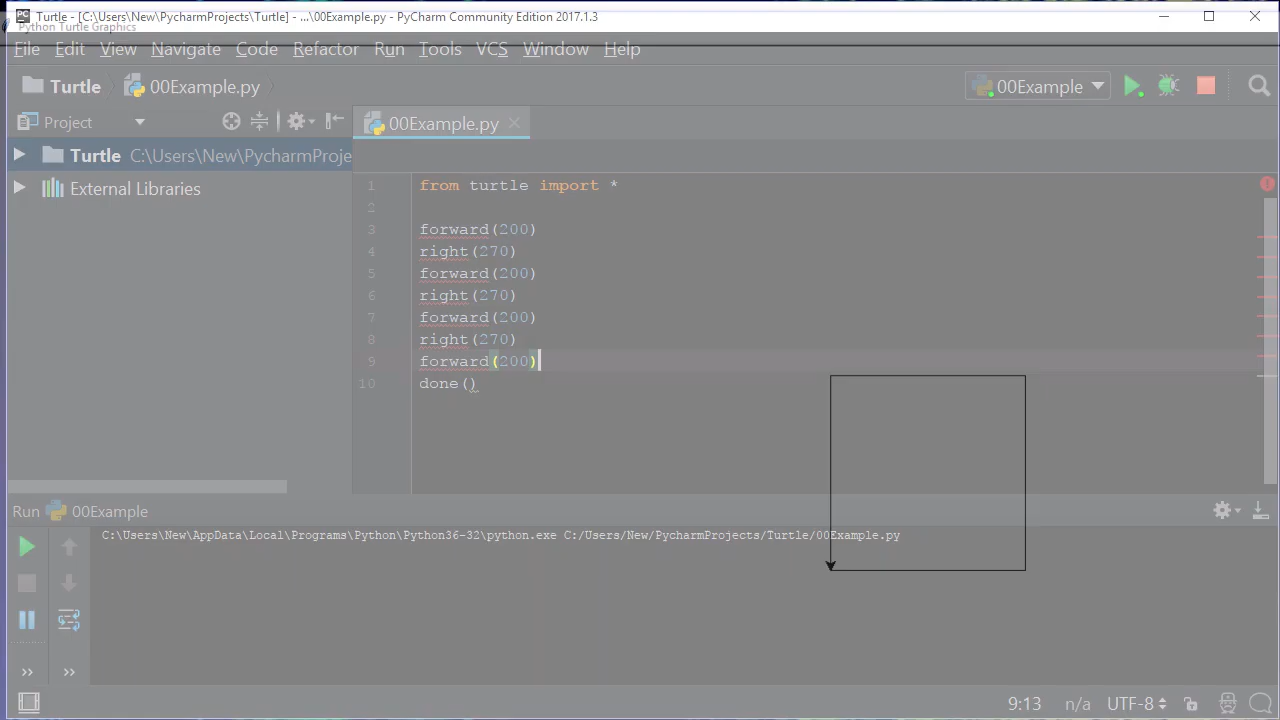 Turtle - [C:\Users\New\PycharmProjects\Turtle] - ...\00Example.py - PyCharm Community Edition 2017.1.3
Python Turtle Graphics
File Edit View Navigate Code Refactor Run Tools VCS Window Help
Turtle 00Example.py 00Example
Project 00Example.py
Turtle C:\Users\New\PycharmProje
External Libraries
1 from turtle import *
2
3 forward(200)
4 right(270)
5 forward(200)
6 right(270)
7 forward(200)
8 right(270)
9 forward(200)
10 done()
Run 00Example
C:\Users\New\AppData\Local\Programs\Python\Python36-32\python.exe C:/Users/New/PycharmProjects/Turtle/00Example.py
9:13 n/a UTF-8